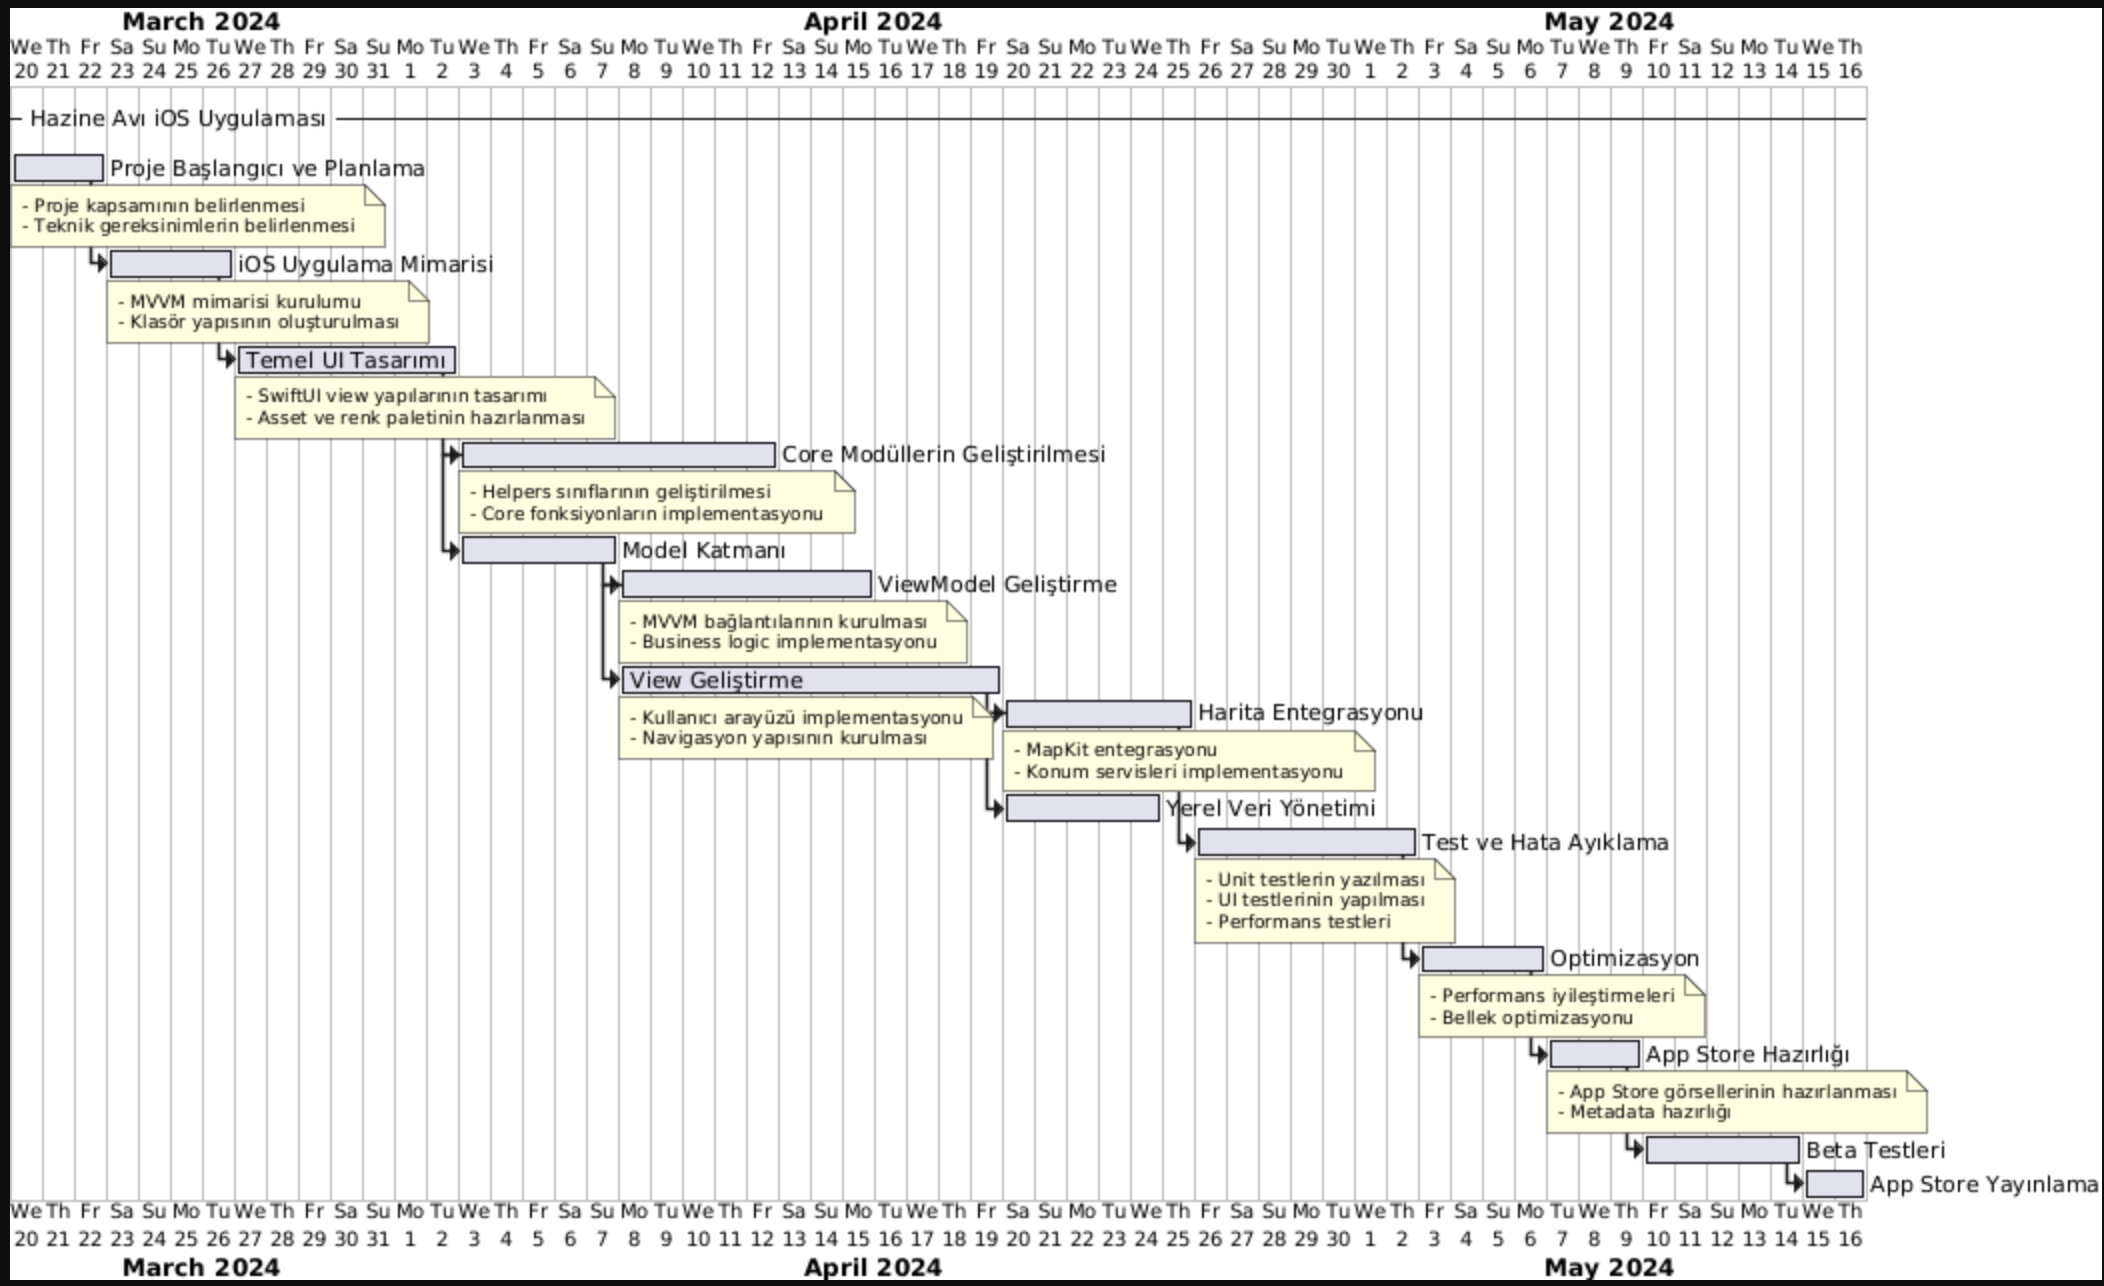 March 2024 April 2024 May 2024
We Th Fr Sa Su Mo Tu We Th Fr Sa Su Mo Tu We Th Fr Sa Su Mo Tu We Th Fr Sa Su Mo Tu We Th Fr Sa Su Mo Tu We Th Fr Sa Su Mo Tu We Th Fr Sa Su Mo Tu We Th Fr Sa Su Mo Tu We Th
20 21 22 23 24 25 26 27 28 29 30 31 1 2 3 4 5 6 7 8 9 10 11 12 13 14 15 16 17 18 19 20 21 22 23 24 25 26 27 28 29 30 1 2 3 4 5 6 7 8 9 10 11 12 13 14 15 16
Hazine Avı iOS Uygulaması
Proje Başlangıcı ve Planlama
- Proje kapsamının belirlenmesi
- Teknik gereksinimlerin belirlenmesi
iOS Uygulama Mimarisi
- MVVM mimarisi kurulumu
- Klasör yapısının oluşturulması
Temel UI Tasarımı
- SwiftUI view yapılarının tasarımı
- Asset ve renk paletinin hazırlanması
Core Modüllerin Geliştirilmesi
- Helpers sınıflarının geliştirilmesi
- Core fonksiyonların implementasyonu
Model Katmanı
ViewModel Geliştirme
- MVVM bağlantılarının kurulması
- Business logic implementasyonu
View Geliştirme
- Kullanıcı arayüzü implementasyonu
- Navigasyon yapısının kurulması
Harita Entegrasyonu
- MapKit entegrasyonu
- Konum servisleri implementasyonu
Yerel Veri Yönetimi
Test ve Hata Ayıklama
- Unit testlerin yazılması
- UI testlerinin yapılması
- Performans testleri
Optimizasyon
- Performans iyileştirmeleri
- Bellek optimizasyonu
App Store Hazırlığı
- App Store görsellerinin hazırlanması
- Metadata hazırlığı
Beta Testleri
App Store Yayınlama
We Th Fr Sa Su Mo Tu We Th Fr Sa Su Mo Tu We Th Fr Sa Su Mo Tu We Th Fr Sa Su Mo Tu We Th Fr Sa Su Mo Tu We Th Fr Sa Su Mo Tu We Th Fr Sa Su Mo Tu We Th Fr Sa Su Mo Tu We Th
20 21 22 23 24 25 26 27 28 29 30 31 1 2 3 4 5 6 7 8 9 10 11 12 13 14 15 16 17 18 19 20 21 22 23 24 25 26 27 28 29 30 1 2 3 4 5 6 7 8 9 10 11 12 13 14 15 16
March 2024 April 2024 May 2024